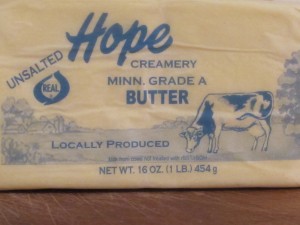 UNSALTED
Hope
CREAMERY
REAL
MINN. GRADE A
BUTTER
LOCALLY PRODUCED
NET WT. 16 OZ. (1 LB.) 454 g